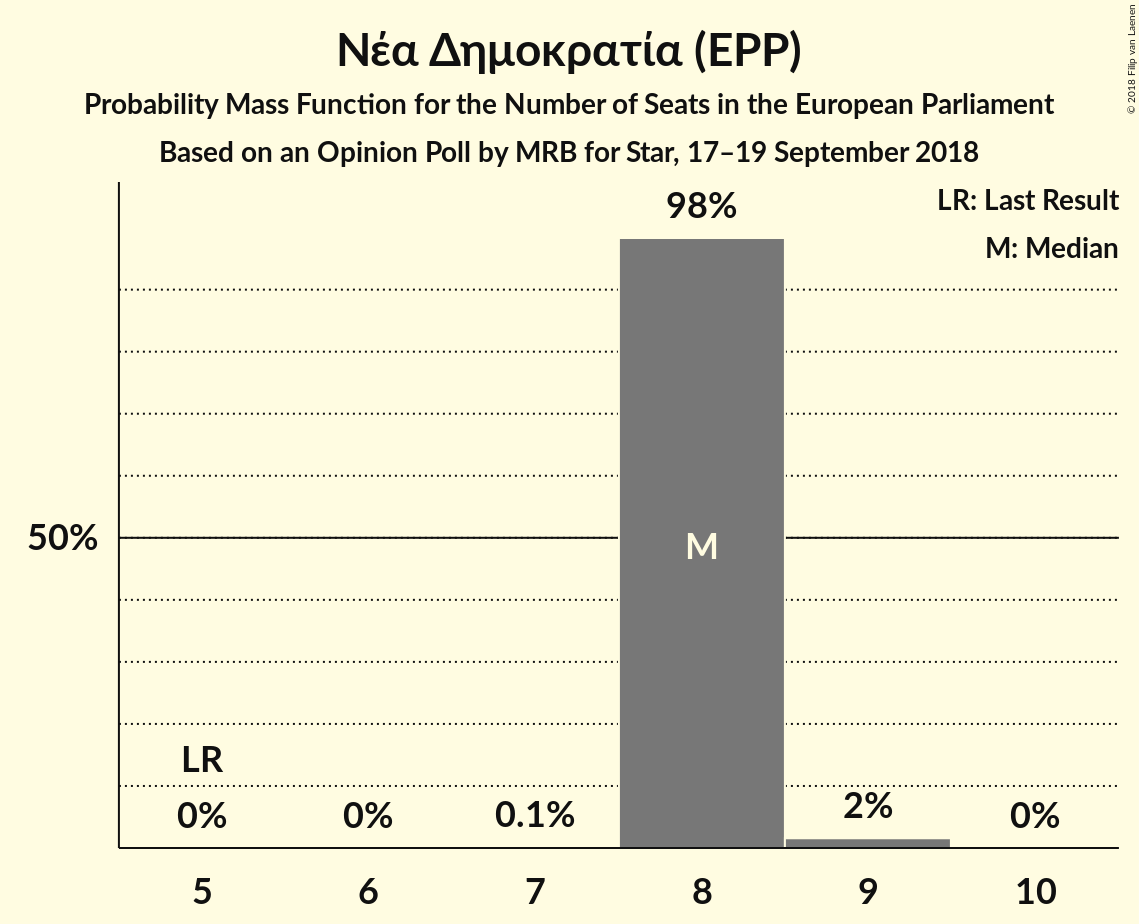 Νέα Δημοκρατία (EPP)
Probability Mass Function for the Number of Seats in the European Parliament
Based on an Opinion Poll by MRB for Star, 17–19 September 2018
© 2018 Filip van Laenen
LR: Last Result
M: Median
98%
50%
M
LR
0%
0%
0.1%
2%
0%
5
6
7
8
9
10